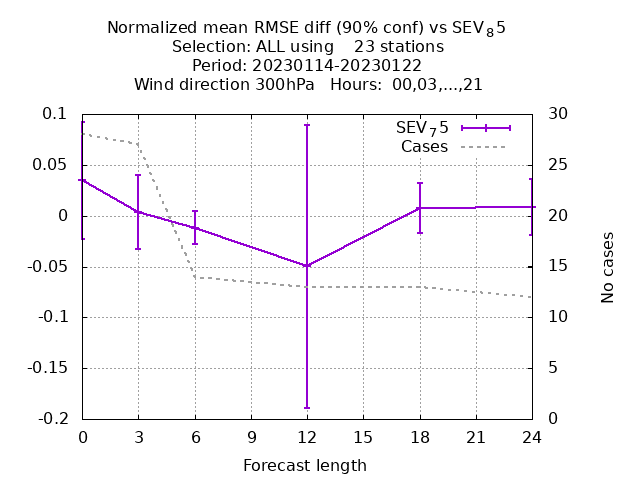 Normalized mean RMSE diff (90% conf) vs SEV₈5
Selection: ALL using    23 stations
Period: 20230114-20230122
Wind direction 300hPa   Hours:  00,03,...,21
SEV₇5
Cases
0.1
0.05
0
-0.05
-0.1
-0.15
-0.2
30
25
20
15
10
5
0
No cases
0 3 6 9 12 15 18 21 24
Forecast length